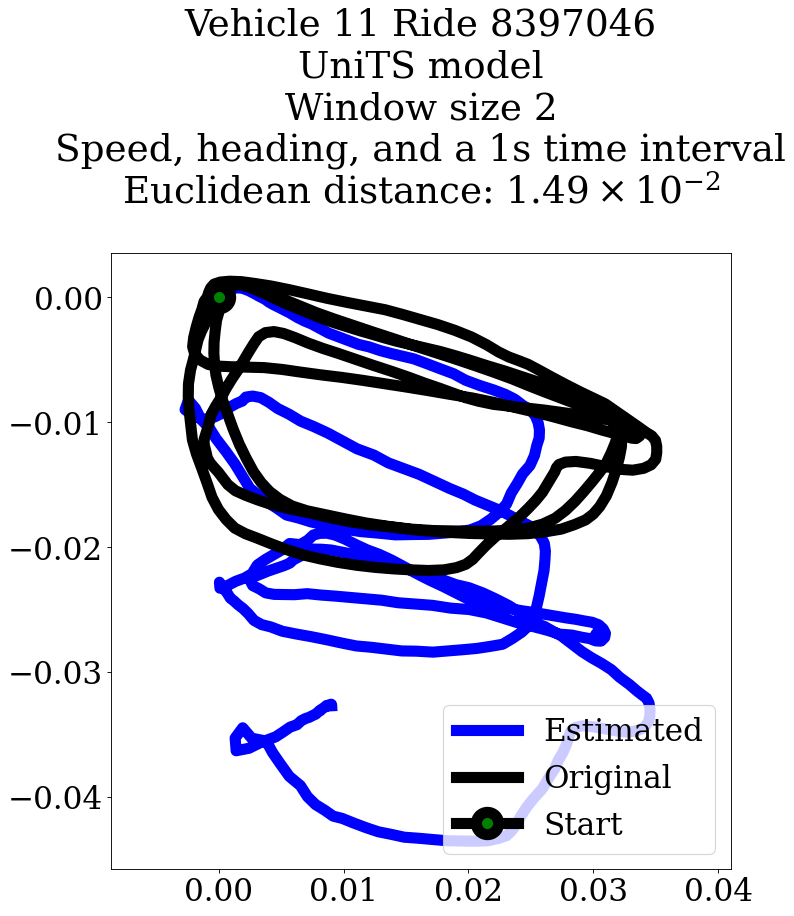 Vehicle 11 Ride 8397046
UniTS model
Window size 2
Speed, heading, and a 1s time interval
Euclidean distance: 1.49 × 10⁻²
0.00
−0.01
−0.02
−0.03
−0.04
Estimated
Original
Start
0.00 0.01 0.02 0.03 0.04